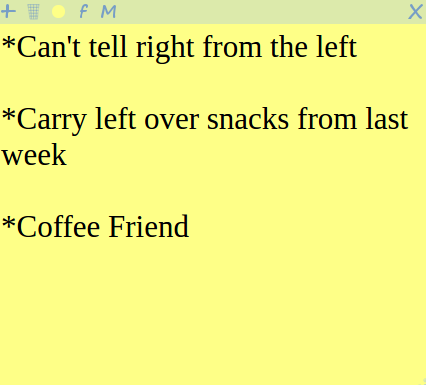 *Can't tell right from the left
*Carry left over snacks from last
week
*Coffee Friend